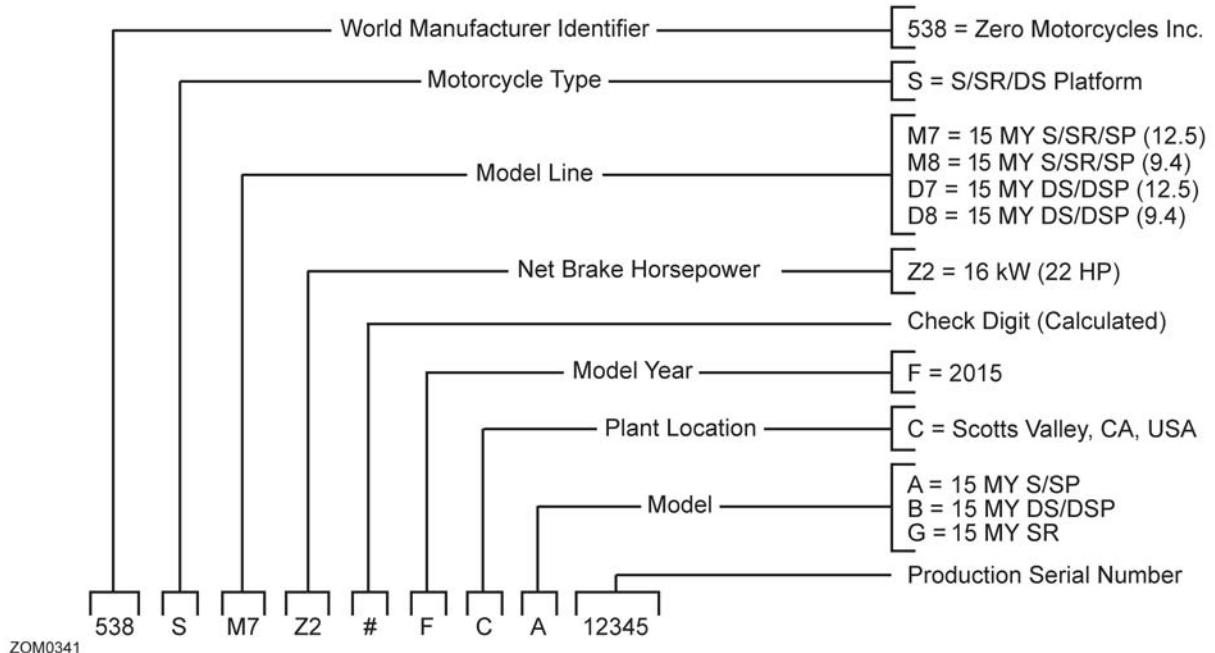 World Manufacturer Identifier
538 = Zero Motorcycles Inc.
Motorcycle Type
S = S/SR/DS Platform
Model Line
M7 = 15 MY S/SR/SP (12.5)
M8 = 15 MY S/SR/SP (9.4)
D7 = 15 MY DS/DSP (12.5)
D8 = 15 MY DS/DSP (9.4)
Net Brake Horsepower
Z2 = 16 kW (22 HP)
Check Digit (Calculated)
Model Year
F = 2015
Plant Location
C = Scotts Valley, CA, USA
Model
A = 15 MY S/SP
B = 15 MY DS/DSP
G = 15 MY SR
Production Serial Number
538 S M7 Z2 # F C A 12345
ZOM0341